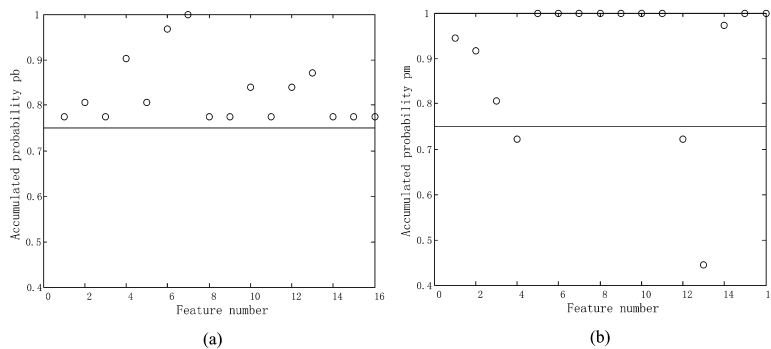 1
0.9
0.8
0.7
0.6
0.5
0.4
Accumulated probability pb
0 2 4 6 8 10 12 14 16
Feature number
(a)
1
0.9
0.8
0.7
0.6
0.5
0.4
Accumulated probability pm
0 2 4 6 8 10 12 14 1
Feature number
(b)